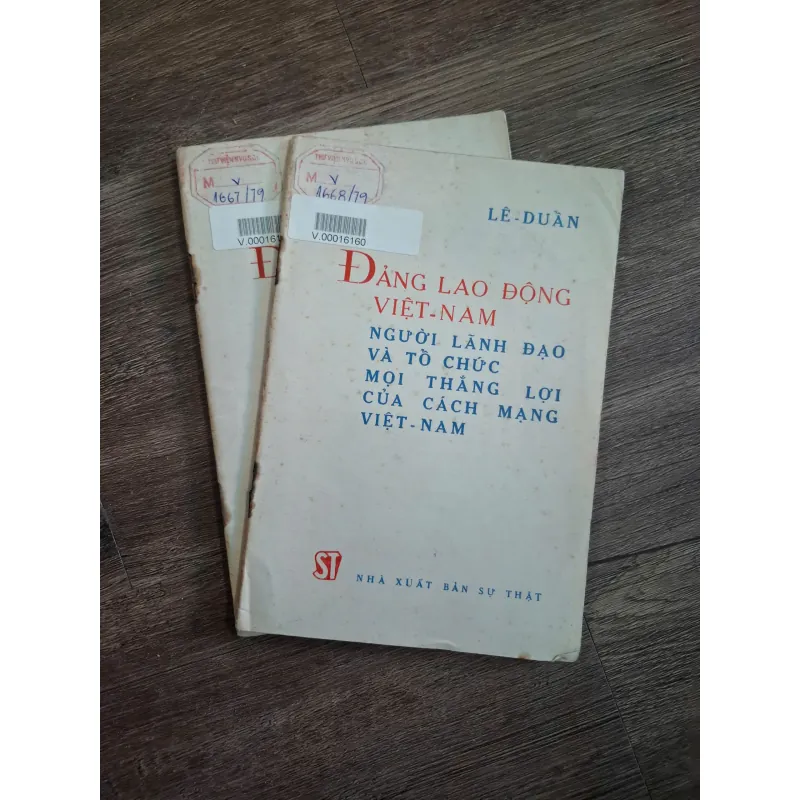 M V
1667/79
V.0001616
Đ
M V
1668/79
V.00016160
LÊ-DUẨN
ĐẢNG LAO ĐỘNG
VIỆT-NAM
NGƯỜI LÃNH ĐẠO
VÀ TỔ CHỨC
MỌI THẮNG LỢI
CỦA CÁCH MẠNG
VIỆT-NAM
ST
NHÀ XUẤT BẢN SỰ THẬT